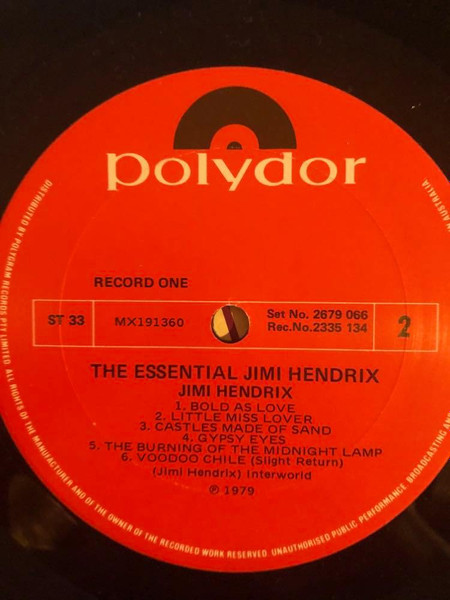 polydor
RECORD ONE
ST 33
MX191360
Set No. 2679 066
Rec.No.2335 134
2
THE ESSENTIAL JIMI HENDRIX
JIMI HENDRIX
1. BOLD AS LOVE
2. LITTLE MISS LOVER
3. CASTLES MADE OF SAND
4. GYPSY EYES
5. THE BURNING OF THE MIDNIGHT LAMP
6. VOODOO CHILE (Slight Return)
(Jimi Hendrix) Interworld
℗ 1979
DISTRIBUTED BY POLYGRAM RECORDS PTY LIMITED ALL RIGHTS OF THE MANUFACTURER AND OF THE OWNER OF THE RECORDED WORK RESERVED. UNAUTHORISED PUBLIC PERFORMANCE BROADCASTING AND
AUSTRALIA